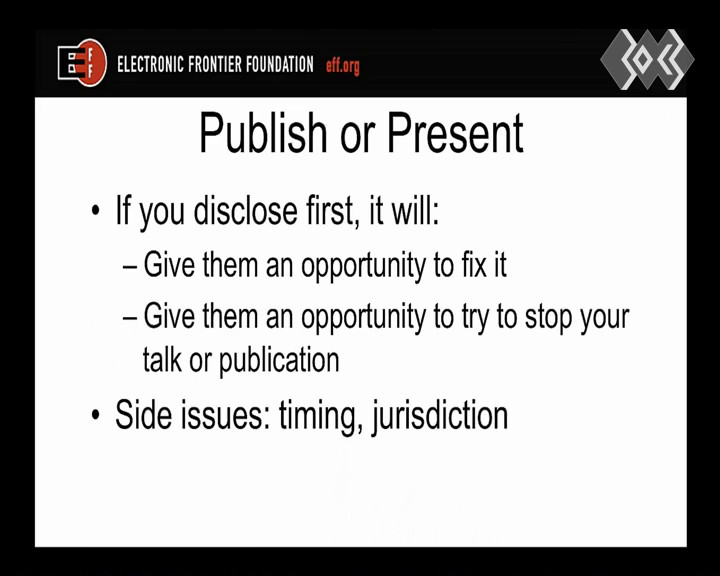 EFF
ELECTRONIC FRONTIER FOUNDATION eff.org
Publish or Present
• If you disclose first, it will:
– Give them an opportunity to fix it
– Give them an opportunity to try to stop your
talk or publication
• Side issues: timing, jurisdiction